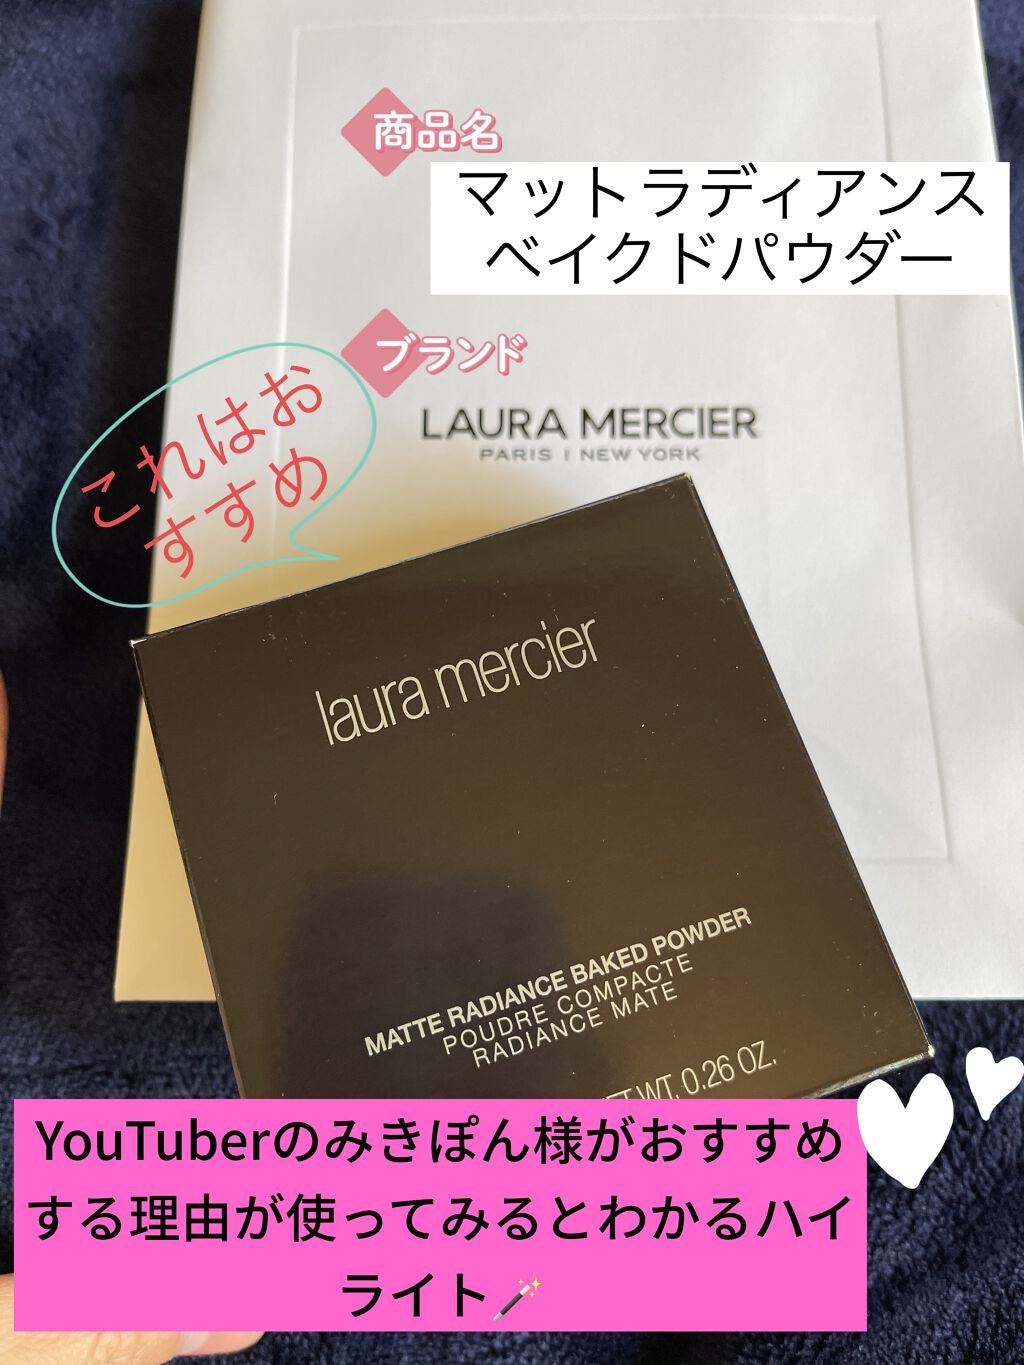 商品名
マットラディアンス
ベイクドパウダー
ブランド
LAURA MERCIER
PARIS | NEW YORK
これはお
すすめ
laura mercier
MATTE RADIANCE BAKED POWDER
POUDRE COMPACTE
RADIANCE MATE
WT. 0.26 OZ.
YouTuberのみきぽん様がおすすめ
する理由が使ってみるとわかるハイ
ライト🪄